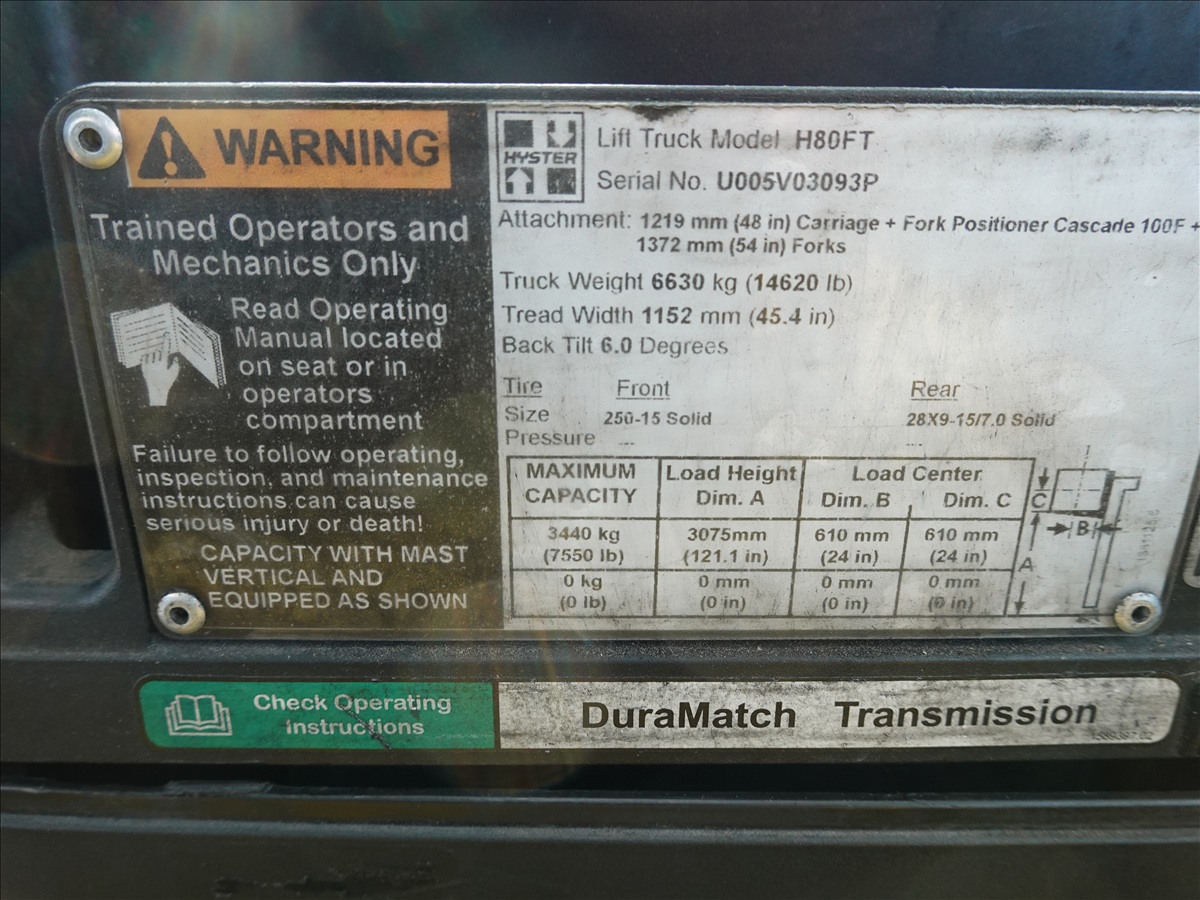 WARNING
Trained Operators and
Mechanics Only
Read Operating
Manual located
on seat or in
operators
compartment
Failure to follow operating,
inspection, and maintenance
instructions can cause
serious injury or death!
CAPACITY WITH MAST
VERTICAL AND
EQUIPPED AS SHOWN
HYSTER
Lift Truck Model H80FT
Serial No. U005V03093P
Attachment: 1219 mm (48 in) Carriage + Fork Positioner Cascade 100F +
1372 mm (54 in) Forks
Truck Weight 6630 kg (14620 lb)
Tread Width 1152 mm (45.4 in)
Back Tilt 6.0 Degrees
Tire Front Rear
Size 250-15 Solid 28X9-15/7.0 Solid
Pressure --- ---
MAXIMUM CAPACITY Load Height Dim. A Load Center Dim. B Dim. C
3440 kg 3075mm 610 mm 610 mm
(7550 lb) (121.1 in) (24 in) (24 in)
0 kg 0 mm 0 mm 0 mm
(0 lb) (0 in) (0 in) (0 in)
C
B
A
Check Operating
Instructions
DuraMatch Transmission